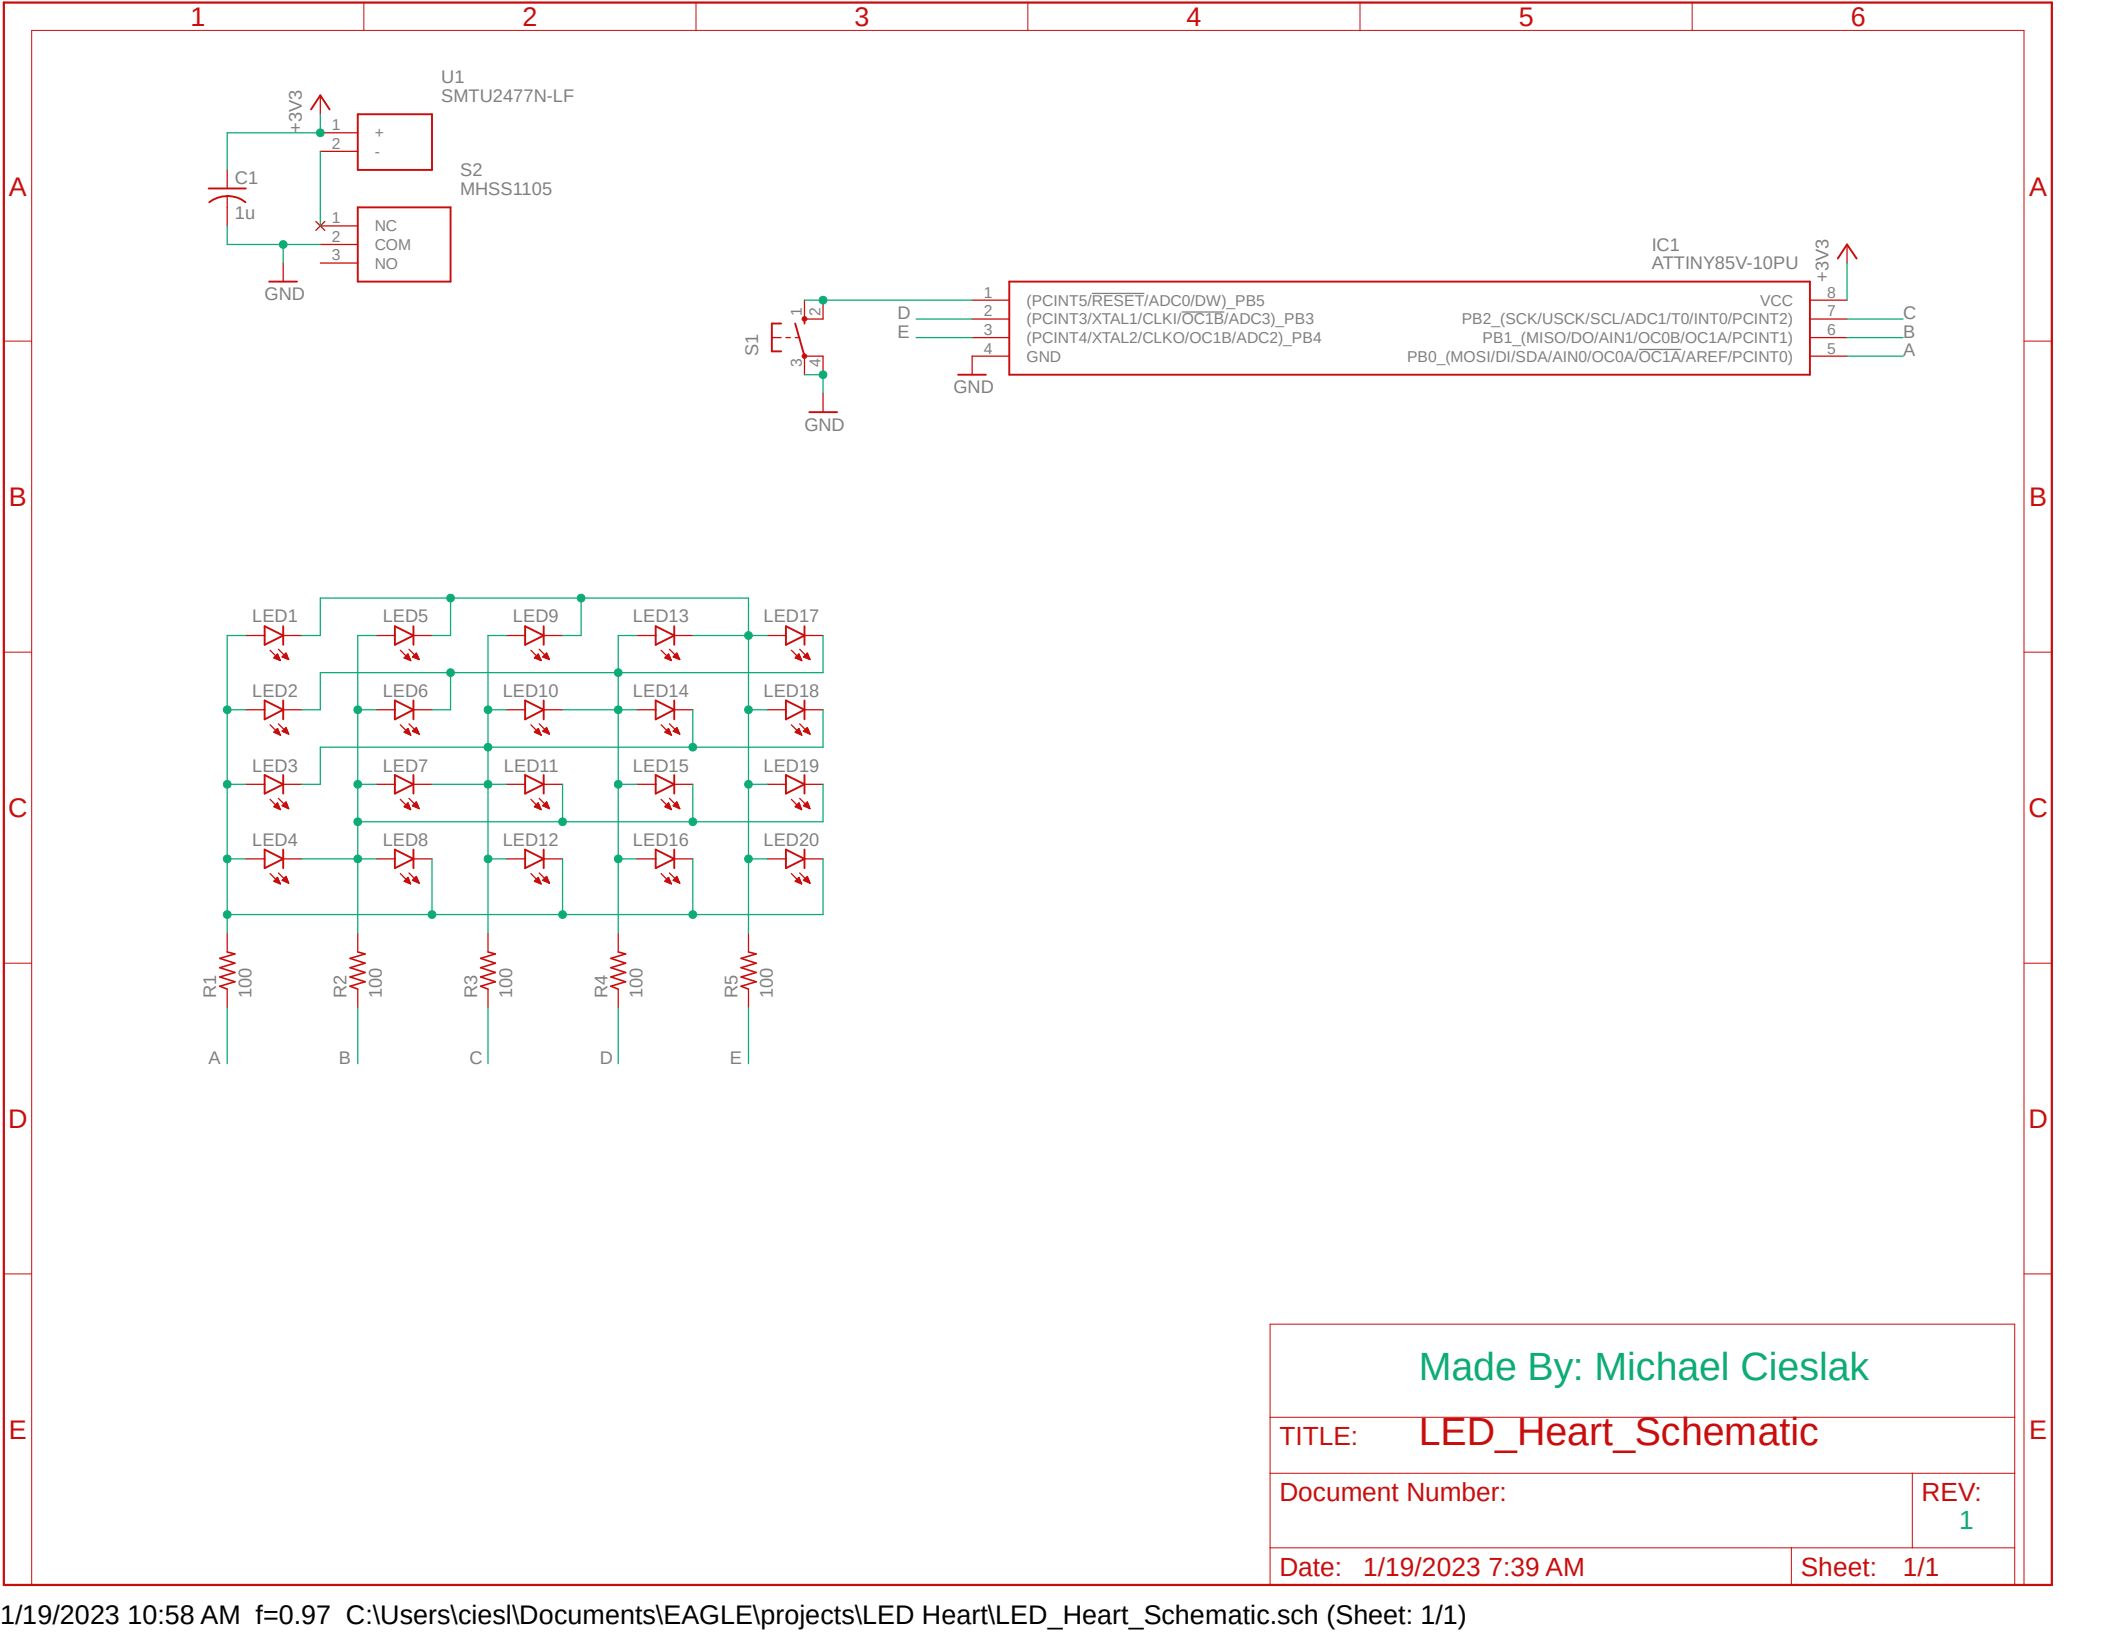 1 2 3 4 5 6
A A
B B
C C
D D
E E
U1
SMTU2477N-LF
+3V3
1 +
2 -
S2
MHSS1105
C1
1u
1 NC
2 COM
3 NO
GND
IC1
ATTINY85V-10PU
+3V3
S1
1 2
3 4
GND
D
E
GND
1 (PCINT5/RESET/ADC0/DW)_PB5 VCC 8
2 (PCINT3/XTAL1/CLKI/OC1B/ADC3)_PB3 PB2_(SCK/USCK/SCL/ADC1/T0/INT0/PCINT2) 7 C
3 (PCINT4/XTAL2/CLKO/OC1B/ADC2)_PB4 PB1_(MISO/DO/AIN1/OC0B/OC1A/PCINT1) 6 B
4 GND PB0_(MOSI/DI/SDA/AIN0/OC0A/OC1A/AREF/PCINT0) 5 A
LED1 LED5 LED9 LED13 LED17
LED2 LED6 LED10 LED14 LED18
LED3 LED7 LED11 LED15 LED19
LED4 LED8 LED12 LED16 LED20
R1 100 R2 100 R3 100 R4 100 R5 100
A B C D E
Made By: Michael Cieslak
TITLE: LED_Heart_Schematic
Document Number:
REV:
1
Date: 1/19/2023 7:39 AM Sheet: 1/1
1/19/2023 10:58 AM f=0.97 C:\Users\ciesl\Documents\EAGLE\projects\LED Heart\LED_Heart_Schematic.sch (Sheet: 1/1)